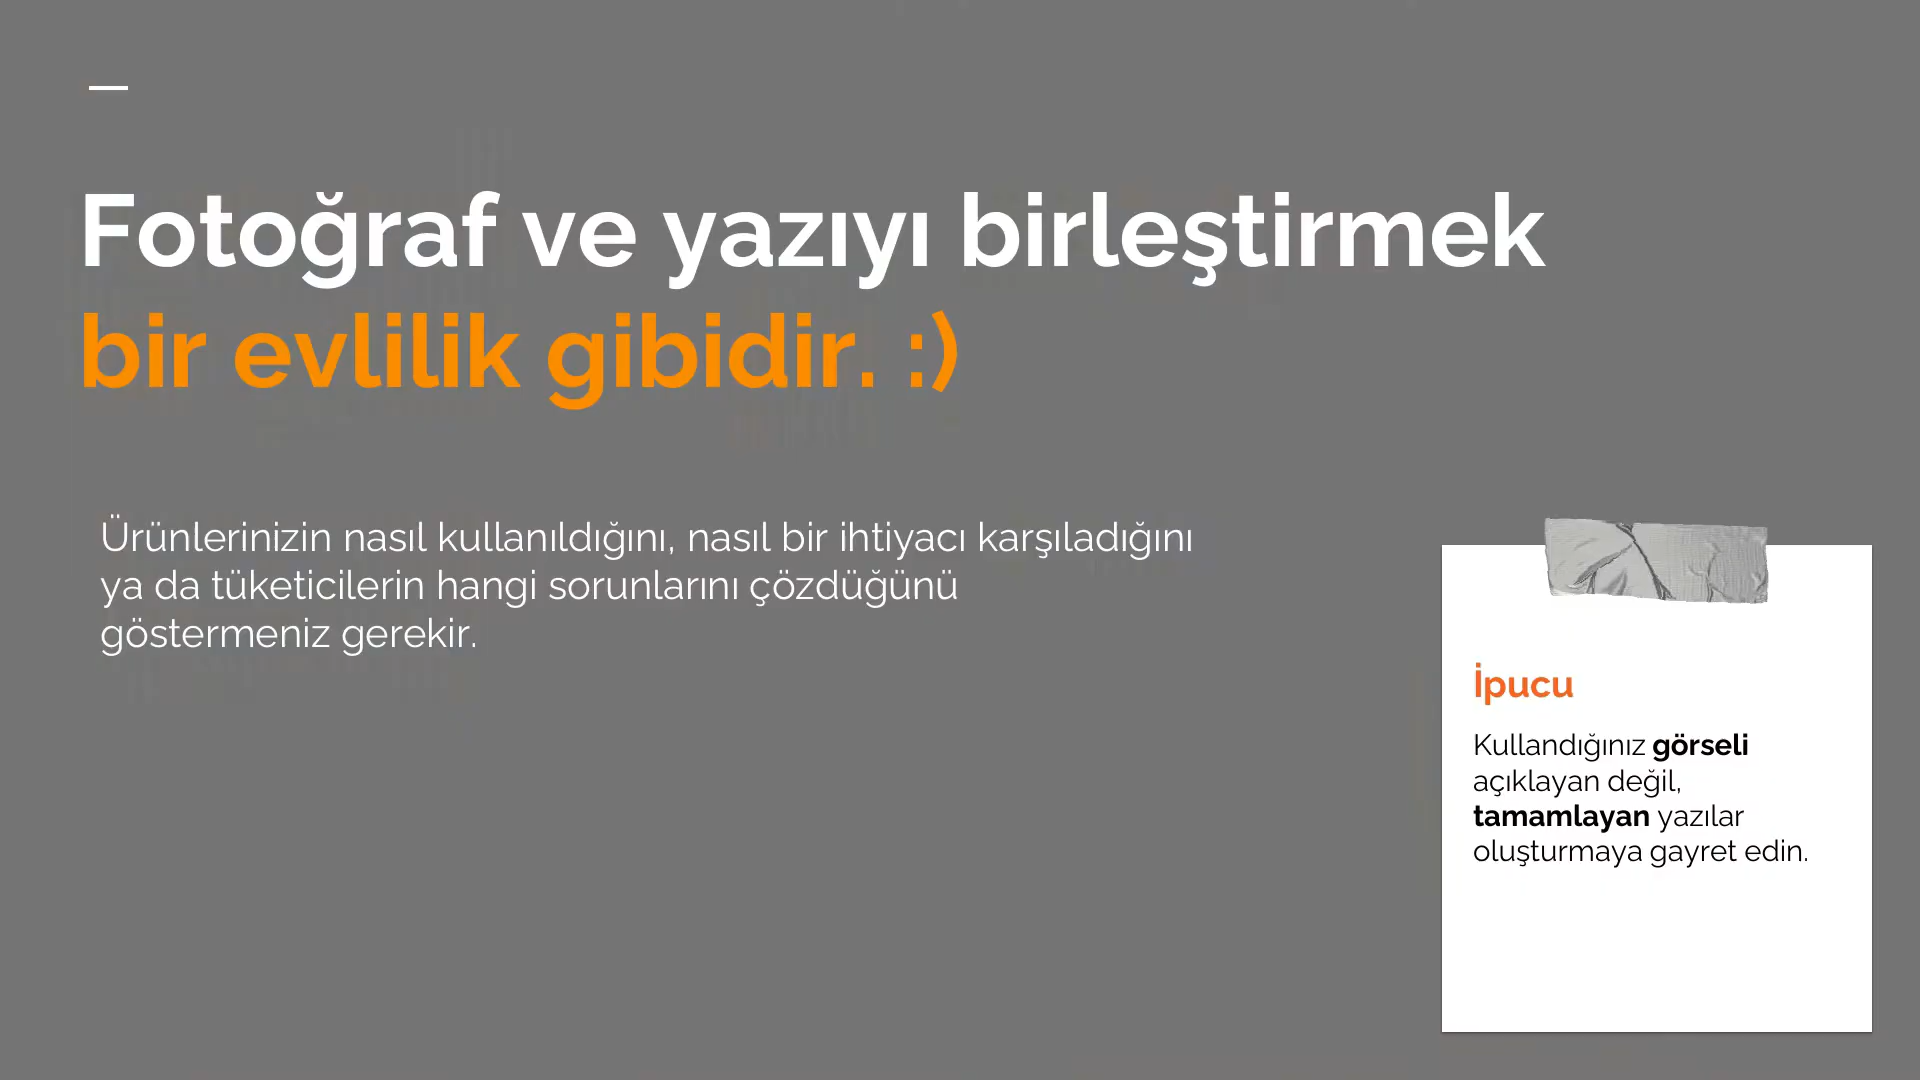 Fotoğraf ve yazıyı birleştirmek
bir evlilik gibidir. :)
Ürünlerinizin nasıl kullanıldığını, nasıl bir ihtiyacı karşıladığını
ya da tüketicilerin hangi sorunlarını çözdüğünü
göstermeniz gerekir.
İpucu
Kullandığınız görseli
açıklayan değil,
tamamlayan yazılar
oluşturmaya gayret edin.